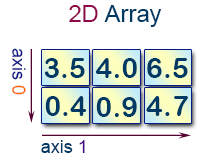 2D Array
axis 0
3.5 4.0 6.5
0.4 0.9 4.7
axis 1